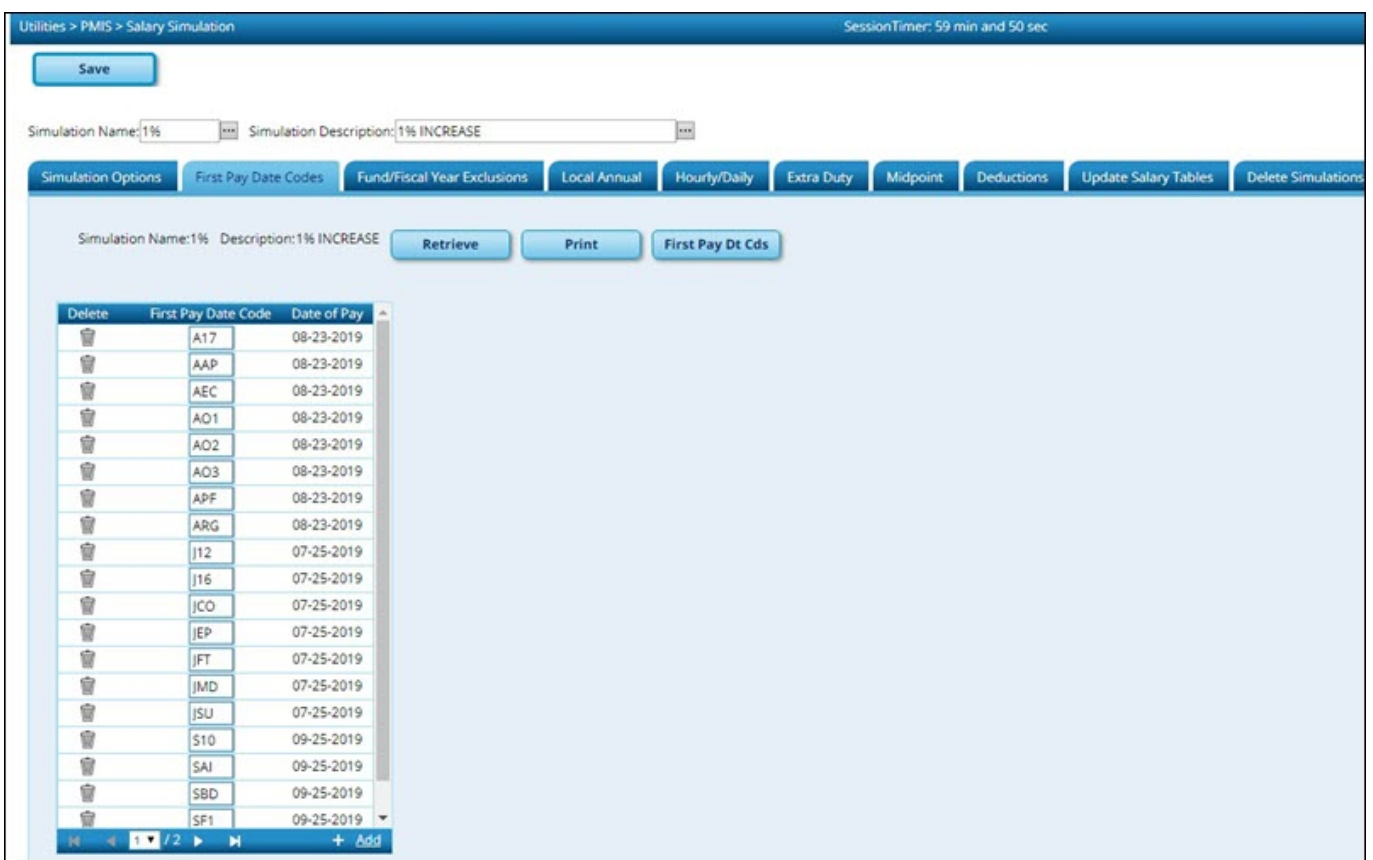 Utilities > PMIS > Salary Simulation SessionTimer: 59 min and 50 sec
Save
Simulation Name: 1% ... Simulation Description: 1% INCREASE ...
Simulation Options First Pay Date Codes Fund/Fiscal Year Exclusions Local Annual Hourly/Daily Extra Duty Midpoint Deductions Update Salary Tables Delete Simulations
Simulation Name:1% Description:1% INCREASE Retrieve Print First Pay Dt Cds
Delete First Pay Date Code Date of Pay
A17 08-23-2019
AAP 08-23-2019
AEC 08-23-2019
AO1 08-23-2019
AO2 08-23-2019
AO3 08-23-2019
APF 08-23-2019
ARG 08-23-2019
J12 07-25-2019
J16 07-25-2019
JCO 07-25-2019
JEP 07-25-2019
JFT 07-25-2019
JMD 07-25-2019
JSU 07-25-2019
S10 09-25-2019
SAI 09-25-2019
SBD 09-25-2019
SF1 09-25-2019
1 / 2 + Add